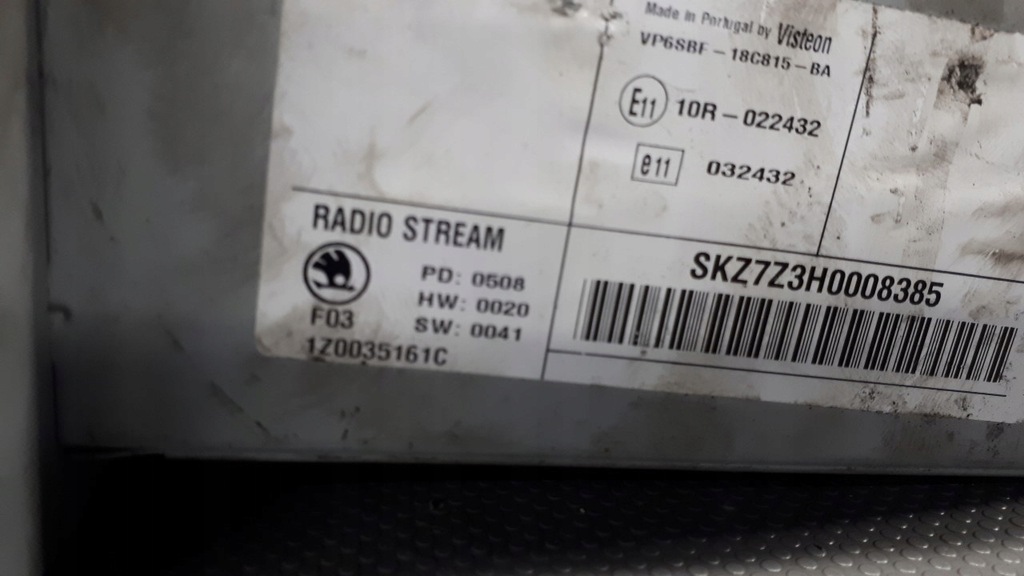 Made in Portugal by Visteon
VP6SBF-18C815-BA
E11 10R-022432
e11 032432
RADIO STREAM
PD: 0508
HW: 0020
F03 SW: 0041
1Z0035161C
SKZ7Z3H0008385